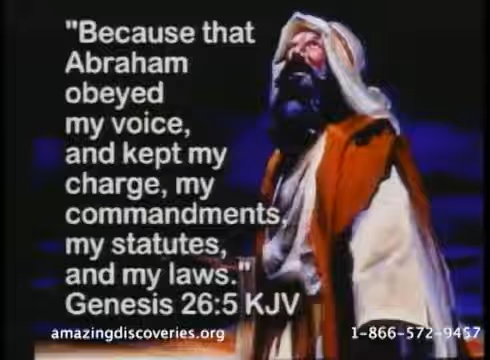 "Because that
Abraham
obeyed
my voice,
and kept my
charge, my
commandments,
my statutes,
and my laws."
Genesis 26:5 KJV
amazingdiscoveries.org 1-866-572-9457